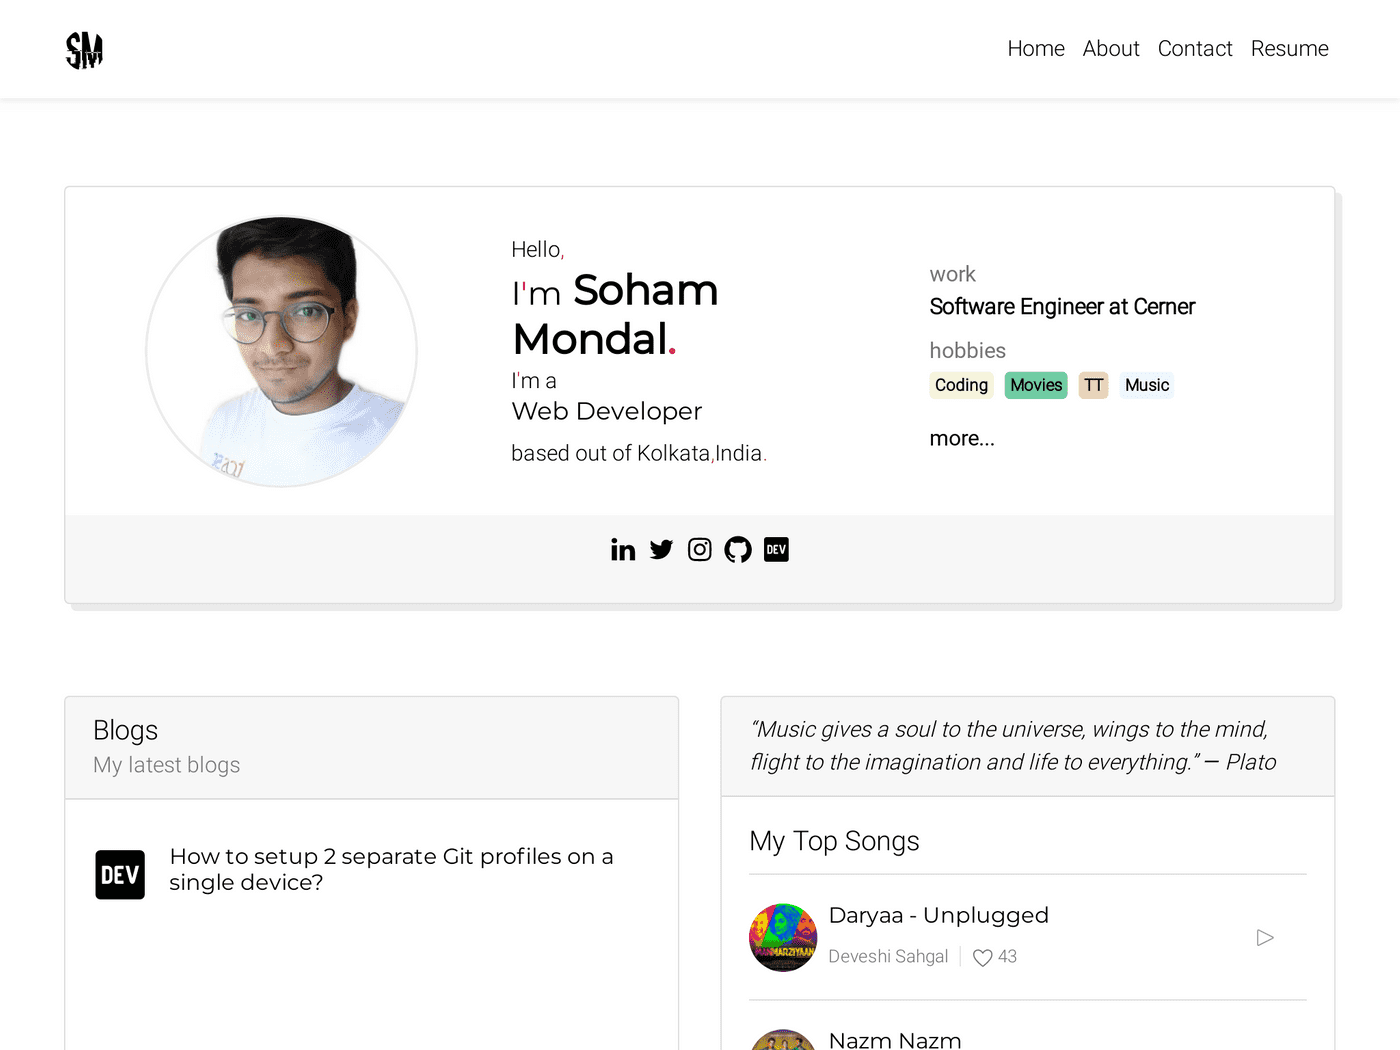 SM
Home About Contact Resume
Hello,
I'm Soham
Mondal.
I'm a
Web Developer
based out of Kolkata,India.
work
Software Engineer at Cerner
hobbies
Coding Movies TT Music
more...
in DEV
Blogs
My latest blogs
DEV
How to setup 2 separate Git profiles on a
single device?
“Music gives a soul to the universe, wings to the mind,
flight to the imagination and life to everything.” — Plato
My Top Songs
MANMARZIYAAN
Daryaa - Unplugged
Deveshi Sahgal 43
Nazm Nazm